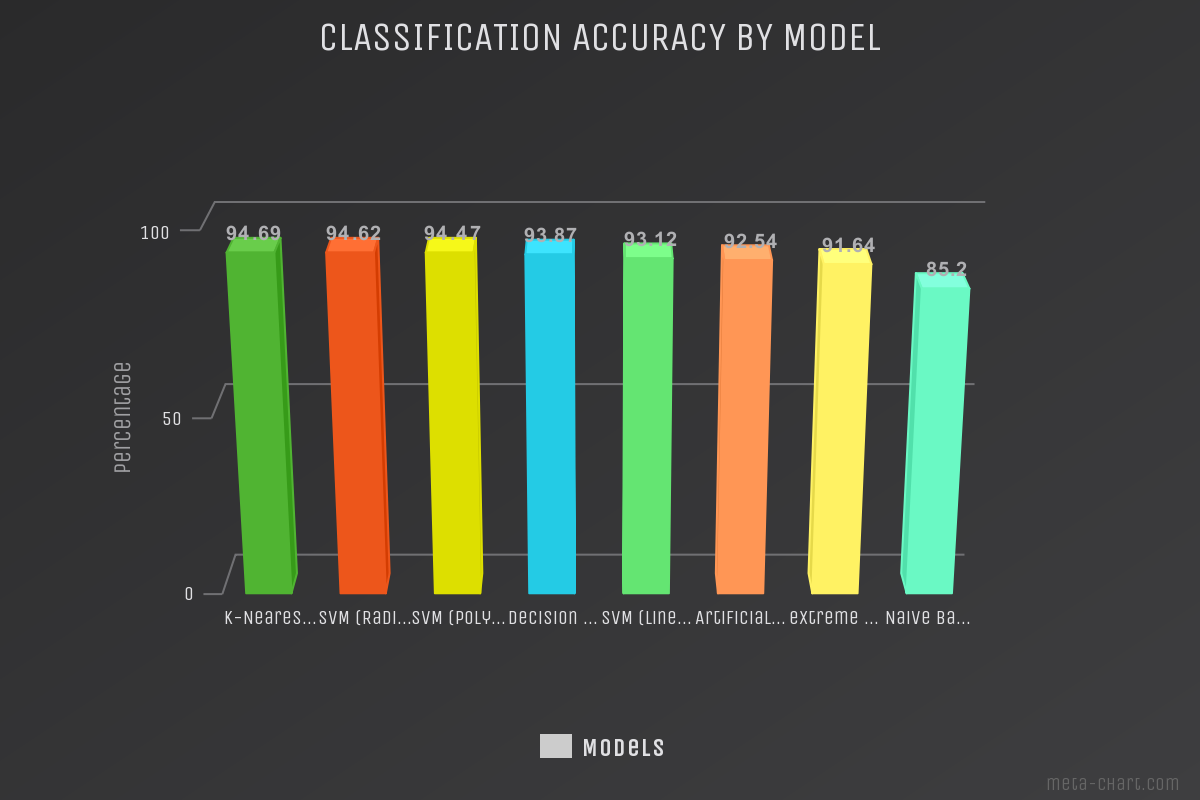 CLASSIFICATION ACCURACY BY MODEL
100
50
0
Percentage
94.69
94.62
94.47
93.87
93.12
92.54
91.64
85.2
K-Neares...
SVM (Radi...
SVM (Poly...
Decision ...
SVM (Line...
Artificial...
extreme ...
Naive Ba...
Models
meta-chart.com